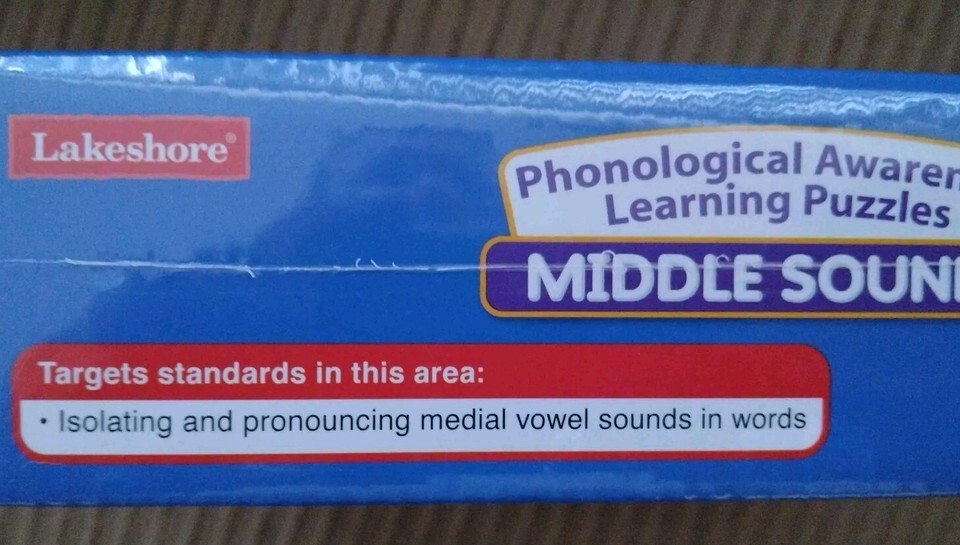 Lakeshore®
Phonological Awaren
Learning Puzzles
MIDDLE SOUN
Targets standards in this area:
• Isolating and pronouncing medial vowel sounds in words